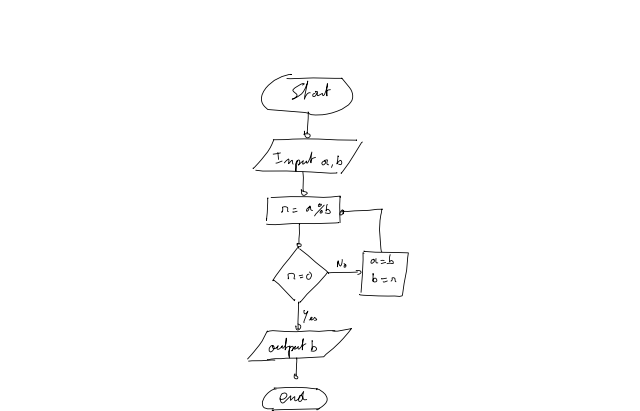 Start
Input a,b
r = a % b
r = 0
No
a = b
b = r
Yes
output b
end